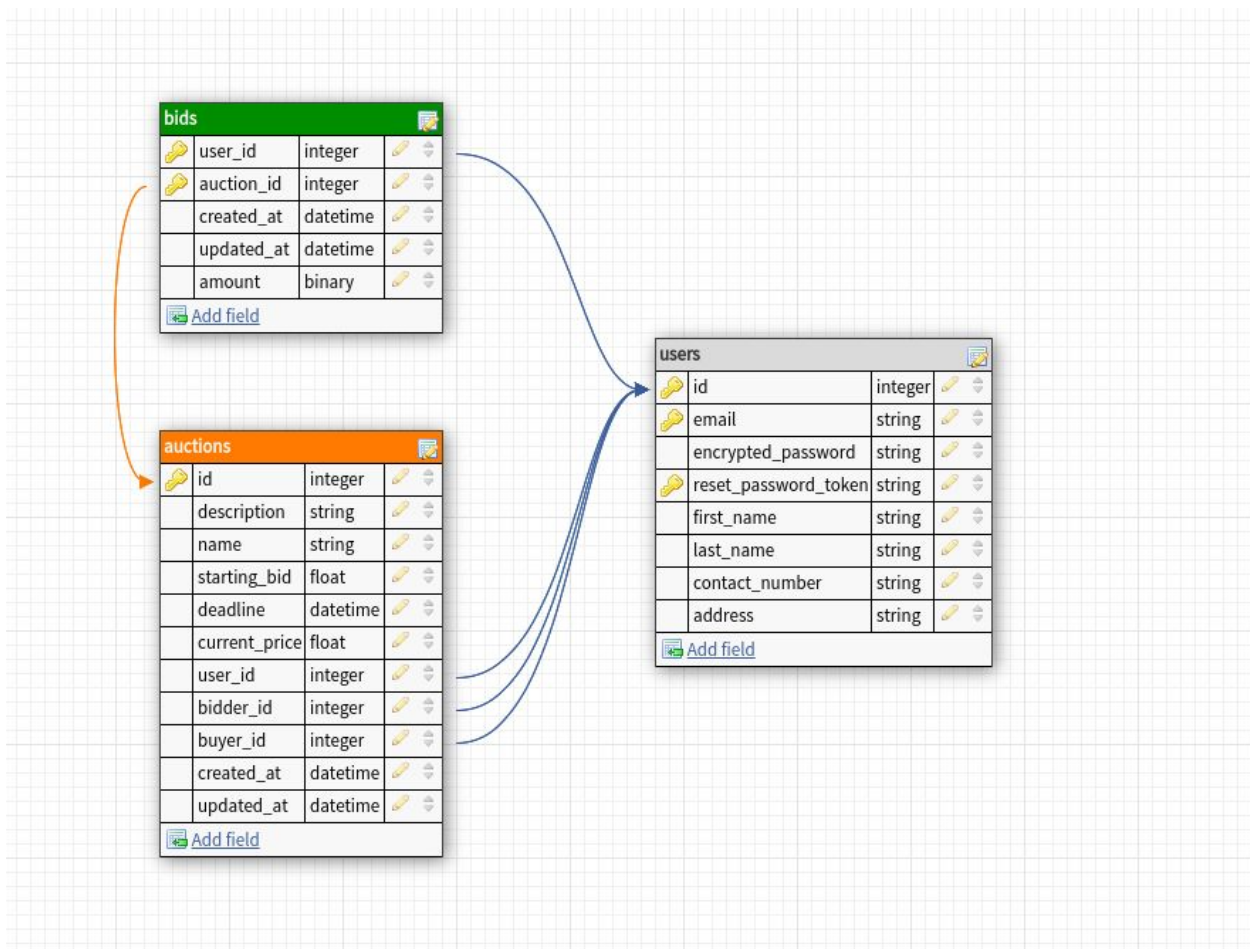 bids
user_id integer
auction_id integer
created_at datetime
updated_at datetime
amount binary
Add field
auctions
id integer
description string
name string
starting_bid float
deadline datetime
current_price float
user_id integer
bidder_id integer
buyer_id integer
created_at datetime
updated_at datetime
Add field
users
id integer
email string
encrypted_password string
reset_password_token string
first_name string
last_name string
contact_number string
address string
Add field